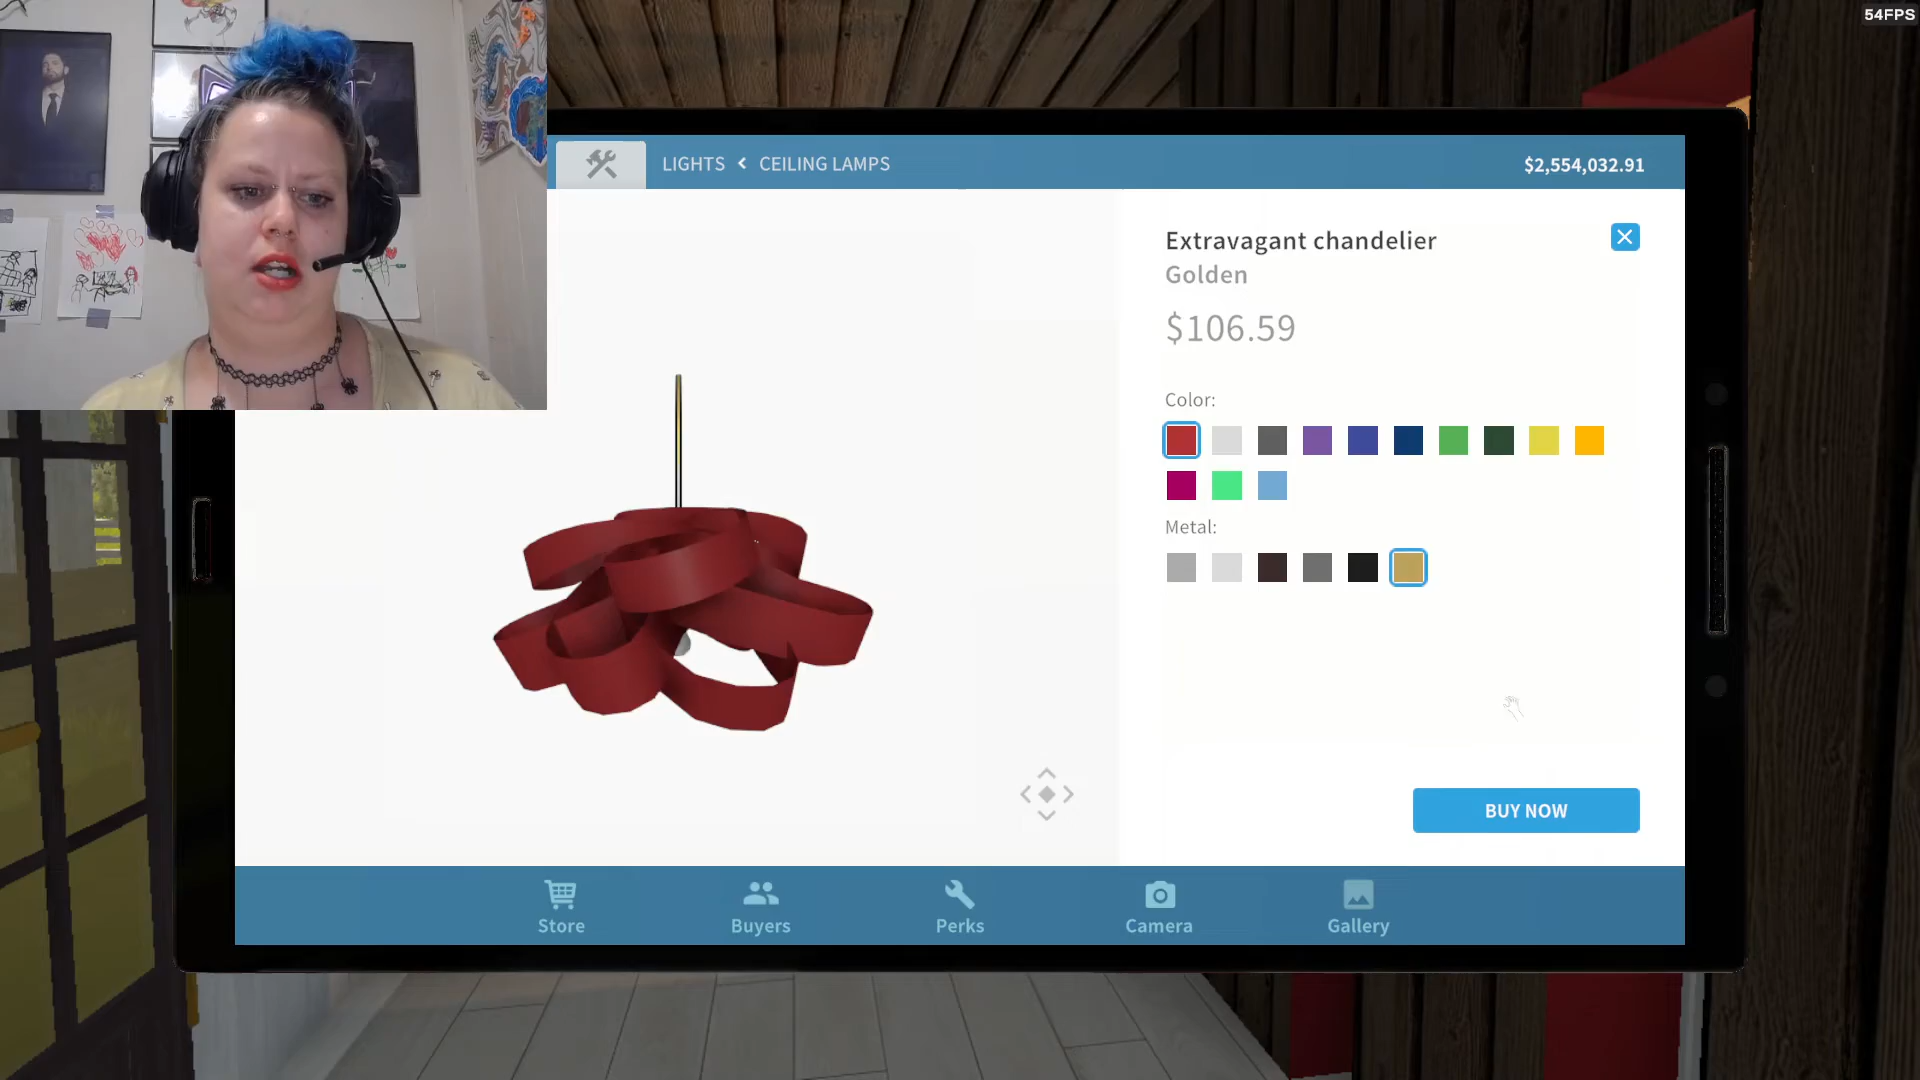 54FPS
LIGHTS < CEILING LAMPS
$2,554,032.91
Extravagant chandelier
Golden
$106.59
Color:
Metal:
BUY NOW
Store
Buyers
Perks
Camera
Gallery